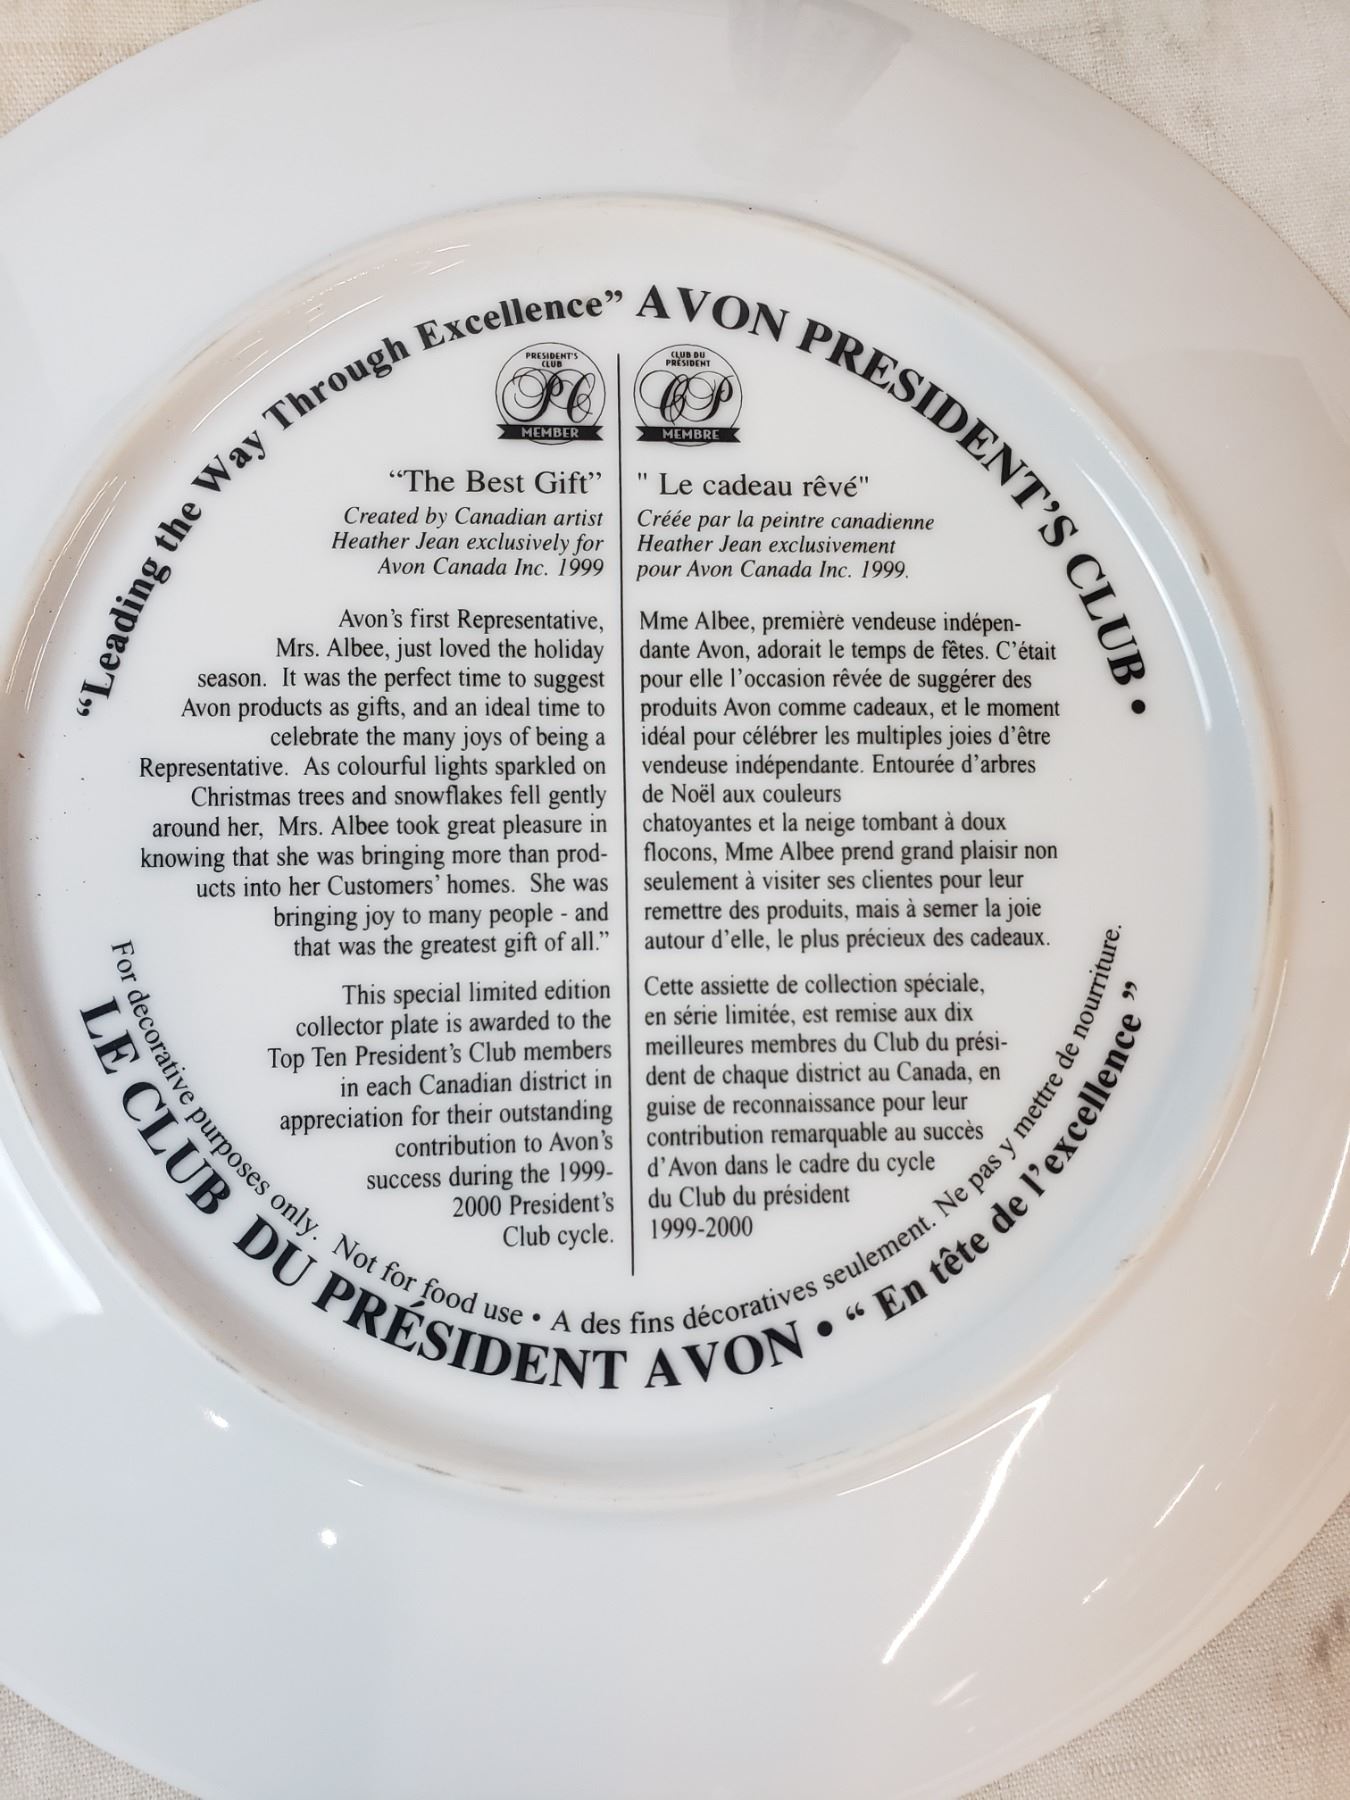 “Leading the Way Through Excellence” AVON PRESIDENT’S CLUB •
PRESIDENT'S
CLUB
PC
MEMBER
“The Best Gift”
Created by Canadian artist
Heather Jean exclusively for
Avon Canada Inc. 1999
Avon’s first Representative,
Mrs. Albee, just loved the holiday
season.  It was the perfect time to suggest
Avon products as gifts, and an ideal time to
celebrate the many joys of being a
Representative.  As colourful lights sparkled on
Christmas trees and snowflakes fell gently
around her,  Mrs. Albee took great pleasure in
knowing that she was bringing more than prod-
ucts into her Customers’ homes.  She was
bringing joy to many people - and
that was the greatest gift of all.”
This special limited edition
collector plate is awarded to the
Top Ten President’s Club members
in each Canadian district in
appreciation for their outstanding
contribution to Avon’s
success during the 1999-
2000 President’s
Club cycle.
CLUB DU
PRÉSIDENT
CP
MEMBRE
" Le cadeau rêvé"
Créée par la peintre canadienne
Heather Jean exclusivement
pour Avon Canada Inc. 1999.
Mme Albee, première vendeuse indépen-
dante Avon, adorait le temps de fêtes. C’était
pour elle l’occasion rêvée de suggérer des
produits Avon comme cadeaux, et le moment
idéal pour célébrer les multiples joies d’être
vendeuse indépendante. Entourée d’arbres
de Noël aux couleurs
chatoyantes et la neige tombant à doux
flocons, Mme Albee prend grand plaisir non
seulement à visiter ses clientes pour leur
remettre des produits, mais à semer la joie
autour d’elle, le plus précieux des cadeaux.
Cette assiette de collection spéciale,
en série limitée, est remise aux dix
meilleures membres du Club du prési-
dent de chaque district au Canada, en
guise de reconnaissance pour leur
contribution remarquable au succès
d’Avon dans le cadre du cycle
du Club du président
1999-2000
For decorative purposes only.  Not for food use • A des fins décoratives seulement. Ne pas y mettre de nourriture.
LE CLUB DU PRÉSIDENT AVON • “ En tête de l’excellence ”